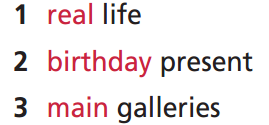 1 real life
2 birthday present
3 main galleries